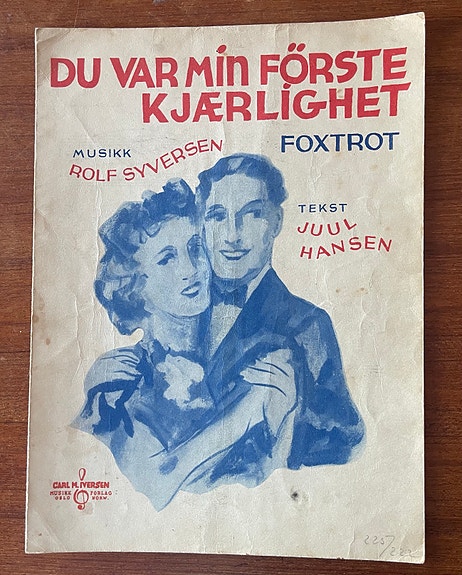 DU VAR MIN FÖRSTE
KJÆRLIGHET
FOXTROT
MUSIKK
ROLF SYVERSEN
TEKST
JUUL
HANSEN
CARL M. IVERSEN
MUSIKK FORLAG
OSLO NORW.